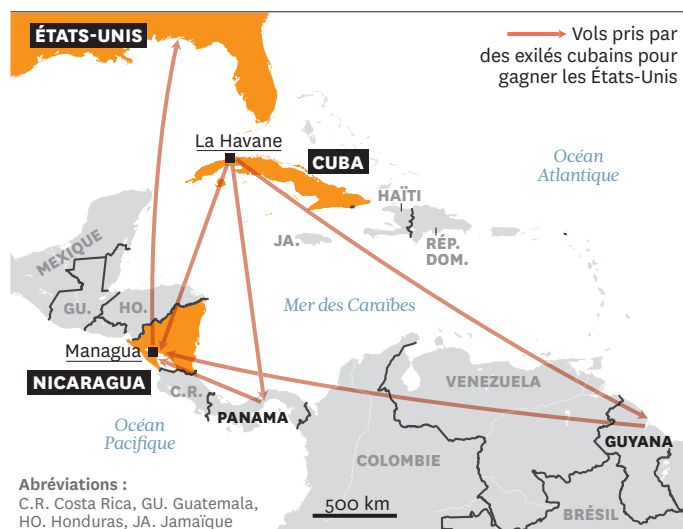 ÉTATS-UNIS
Vols pris par
des exilés cubains pour
gagner les États-Unis
La Havane
CUBA
Océan
Atlantique
HAÏTI
JA.
RÉP.
DOM.
MEXIQUE
GU.
HO.
Mer des Caraïbes
Managua
NICARAGUA
C.R.
PANAMA
VENEZUELA
Océan
Pacifique
GUYANA
COLOMBIE
BRÉSIL
Abréviations :
C.R. Costa Rica, GU. Guatemala,
HO. Honduras, JA. Jamaïque
500 km